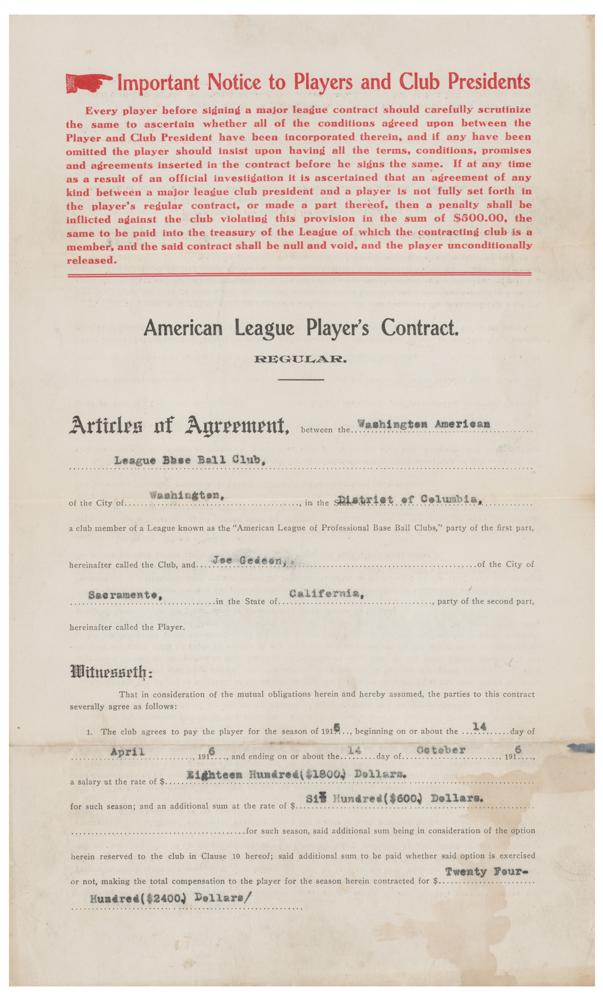 Important Notice to Players and Club Presidents
Every player before signing a major league contract should carefully scrutinize
the same to ascertain whether all of the conditions agreed upon between the
Player and Club President have been incorporated therein, and if any have been
omitted the player should insist upon having all the terms, conditions, promises
and agreements inserted in the contract before he signs the same. If at any time
as a result of an official investigation it is ascertained that an agreement of any
kind between a major league club president and a player is not fully set forth in
the player's regular contract, or made a part thereof, then a penalty shall be
inflicted against the club violating this provision in the sum of $500.00, the
same to be paid into the treasury of the League of which the contracting club is a
member, and the said contract shall be null and void, and the player unconditionally
released.
American League Player's Contract.
REGULAR.
Articles of Agreement, between the Washington American
League Base Ball Club,
of the City of Washington, in the District of Columbia,
a club member of a League known as the "American League of Professional Base Ball Clubs," party of the first part,
hereinafter called the Club, and Joe Gedeon, of the City of
Sacramento, in the State of California, party of the second part,
hereinafter called the Player.
Witnesseth:
That in consideration of the mutual obligations herein and hereby assumed, the parties to this contract
severally agree as follows:
1. The club agrees to pay the player for the season of 1916, beginning on or about the 14 day of
April, 1916, and ending on or about the 14 day of October, 1916,
a salary at the rate of $ Eighteen Hundred($1800) Dollars.
for such season; and an additional sum at the rate of $ Six Hundred($600) Dollars.
for such season, said additional sum being in consideration of the option
herein reserved to the club in Clause 10 hereof; said additional sum to be paid whether said option is exercised
or not, making the total compensation to the player for the season herein contracted for $ Twenty Four-
Hundred($2400) Dollars/